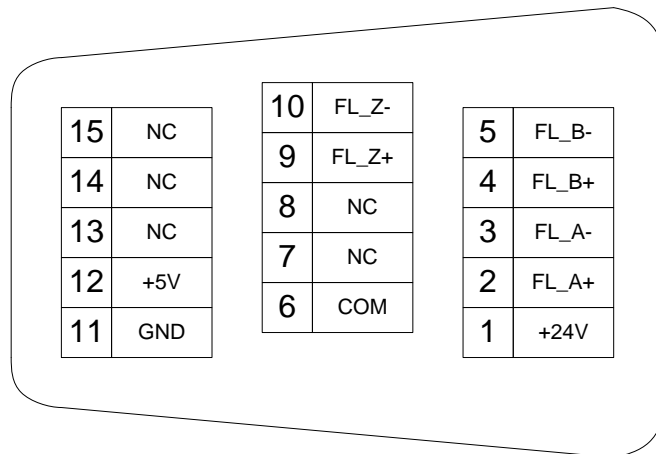 15 NC
14 NC
13 NC
12 +5V
11 GND
10 FL_Z-
9 FL_Z+
8 NC
7 NC
6 COM
5 FL_B-
4 FL_B+
3 FL_A-
2 FL_A+
1 +24V